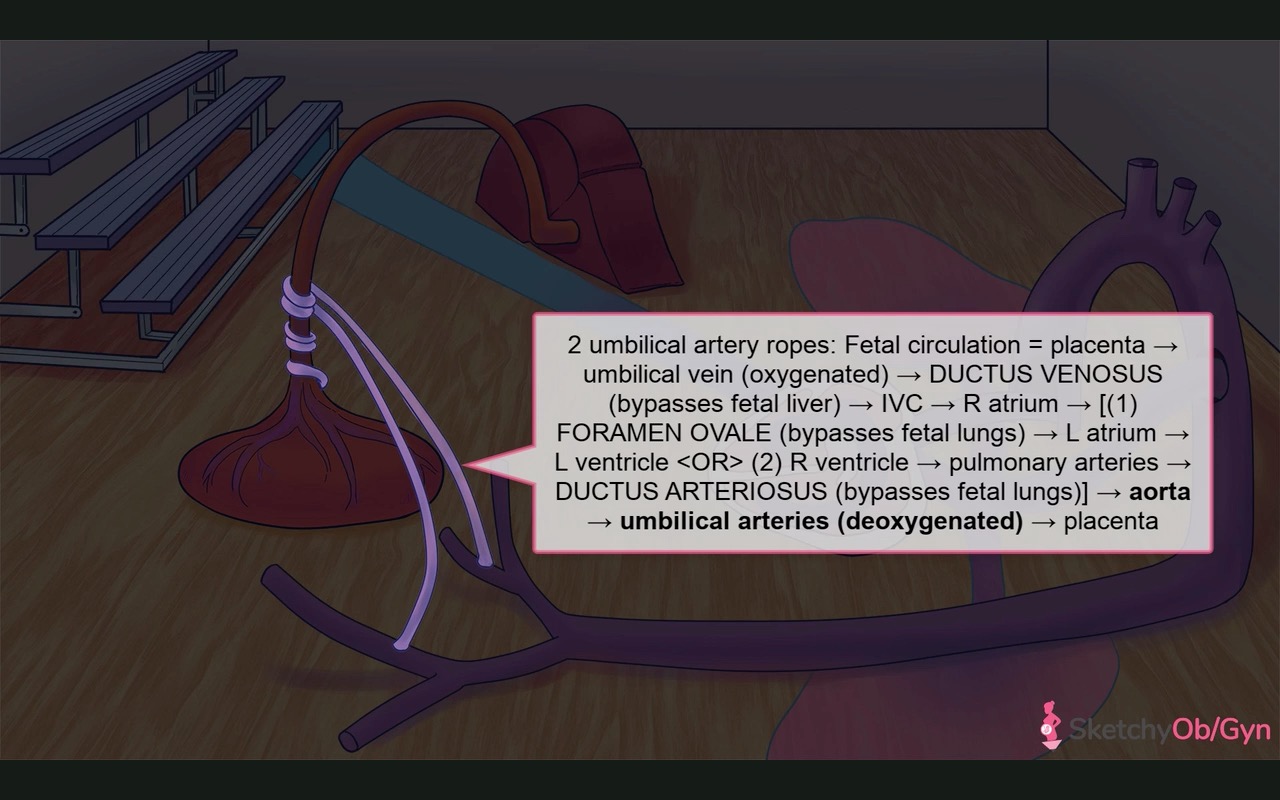 2 umbilical artery ropes: Fetal circulation = placenta →
umbilical vein (oxygenated) → DUCTUS VENOSUS
(bypasses fetal liver) → IVC → R atrium → [(1)
FORAMEN OVALE (bypasses fetal lungs) → L atrium →
L ventricle <OR> (2) R ventricle → pulmonary arteries →
DUCTUS ARTERIOSUS (bypasses fetal lungs)] → aorta
→ umbilical arteries (deoxygenated) → placenta
SketchyOb/Gyn